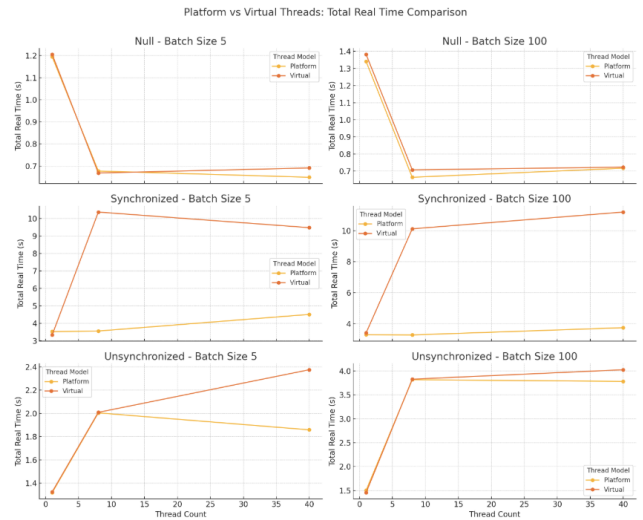 Platform vs Virtual Threads: Total Real Time Comparison
Null - Batch Size 5
Total Real Time (s)
1.2
1.1
1.0
0.9
0.8
0.7
Thread Model
Platform
Virtual
Null - Batch Size 100
Total Real Time (s)
1.4
1.3
1.2
1.1
1.0
0.9
0.8
0.7
Thread Model
Platform
Virtual
Synchronized - Batch Size 5
Total Real Time (s)
10
9
8
7
6
5
4
3
Thread Model
Platform
Virtual
Synchronized - Batch Size 100
Total Real Time (s)
10
8
6
4
Thread Model
Platform
Virtual
Unsynchronized - Batch Size 5
Total Real Time (s)
2.4
2.2
2.0
1.8
1.6
1.4
Thread Model
Platform
Virtual
0 5 10 15 20 25 30 35 40
Thread Count
Unsynchronized - Batch Size 100
Total Real Time (s)
4.0
3.5
3.0
2.5
2.0
1.5
Thread Model
Platform
Virtual
0 5 10 15 20 25 30 35 40
Thread Count